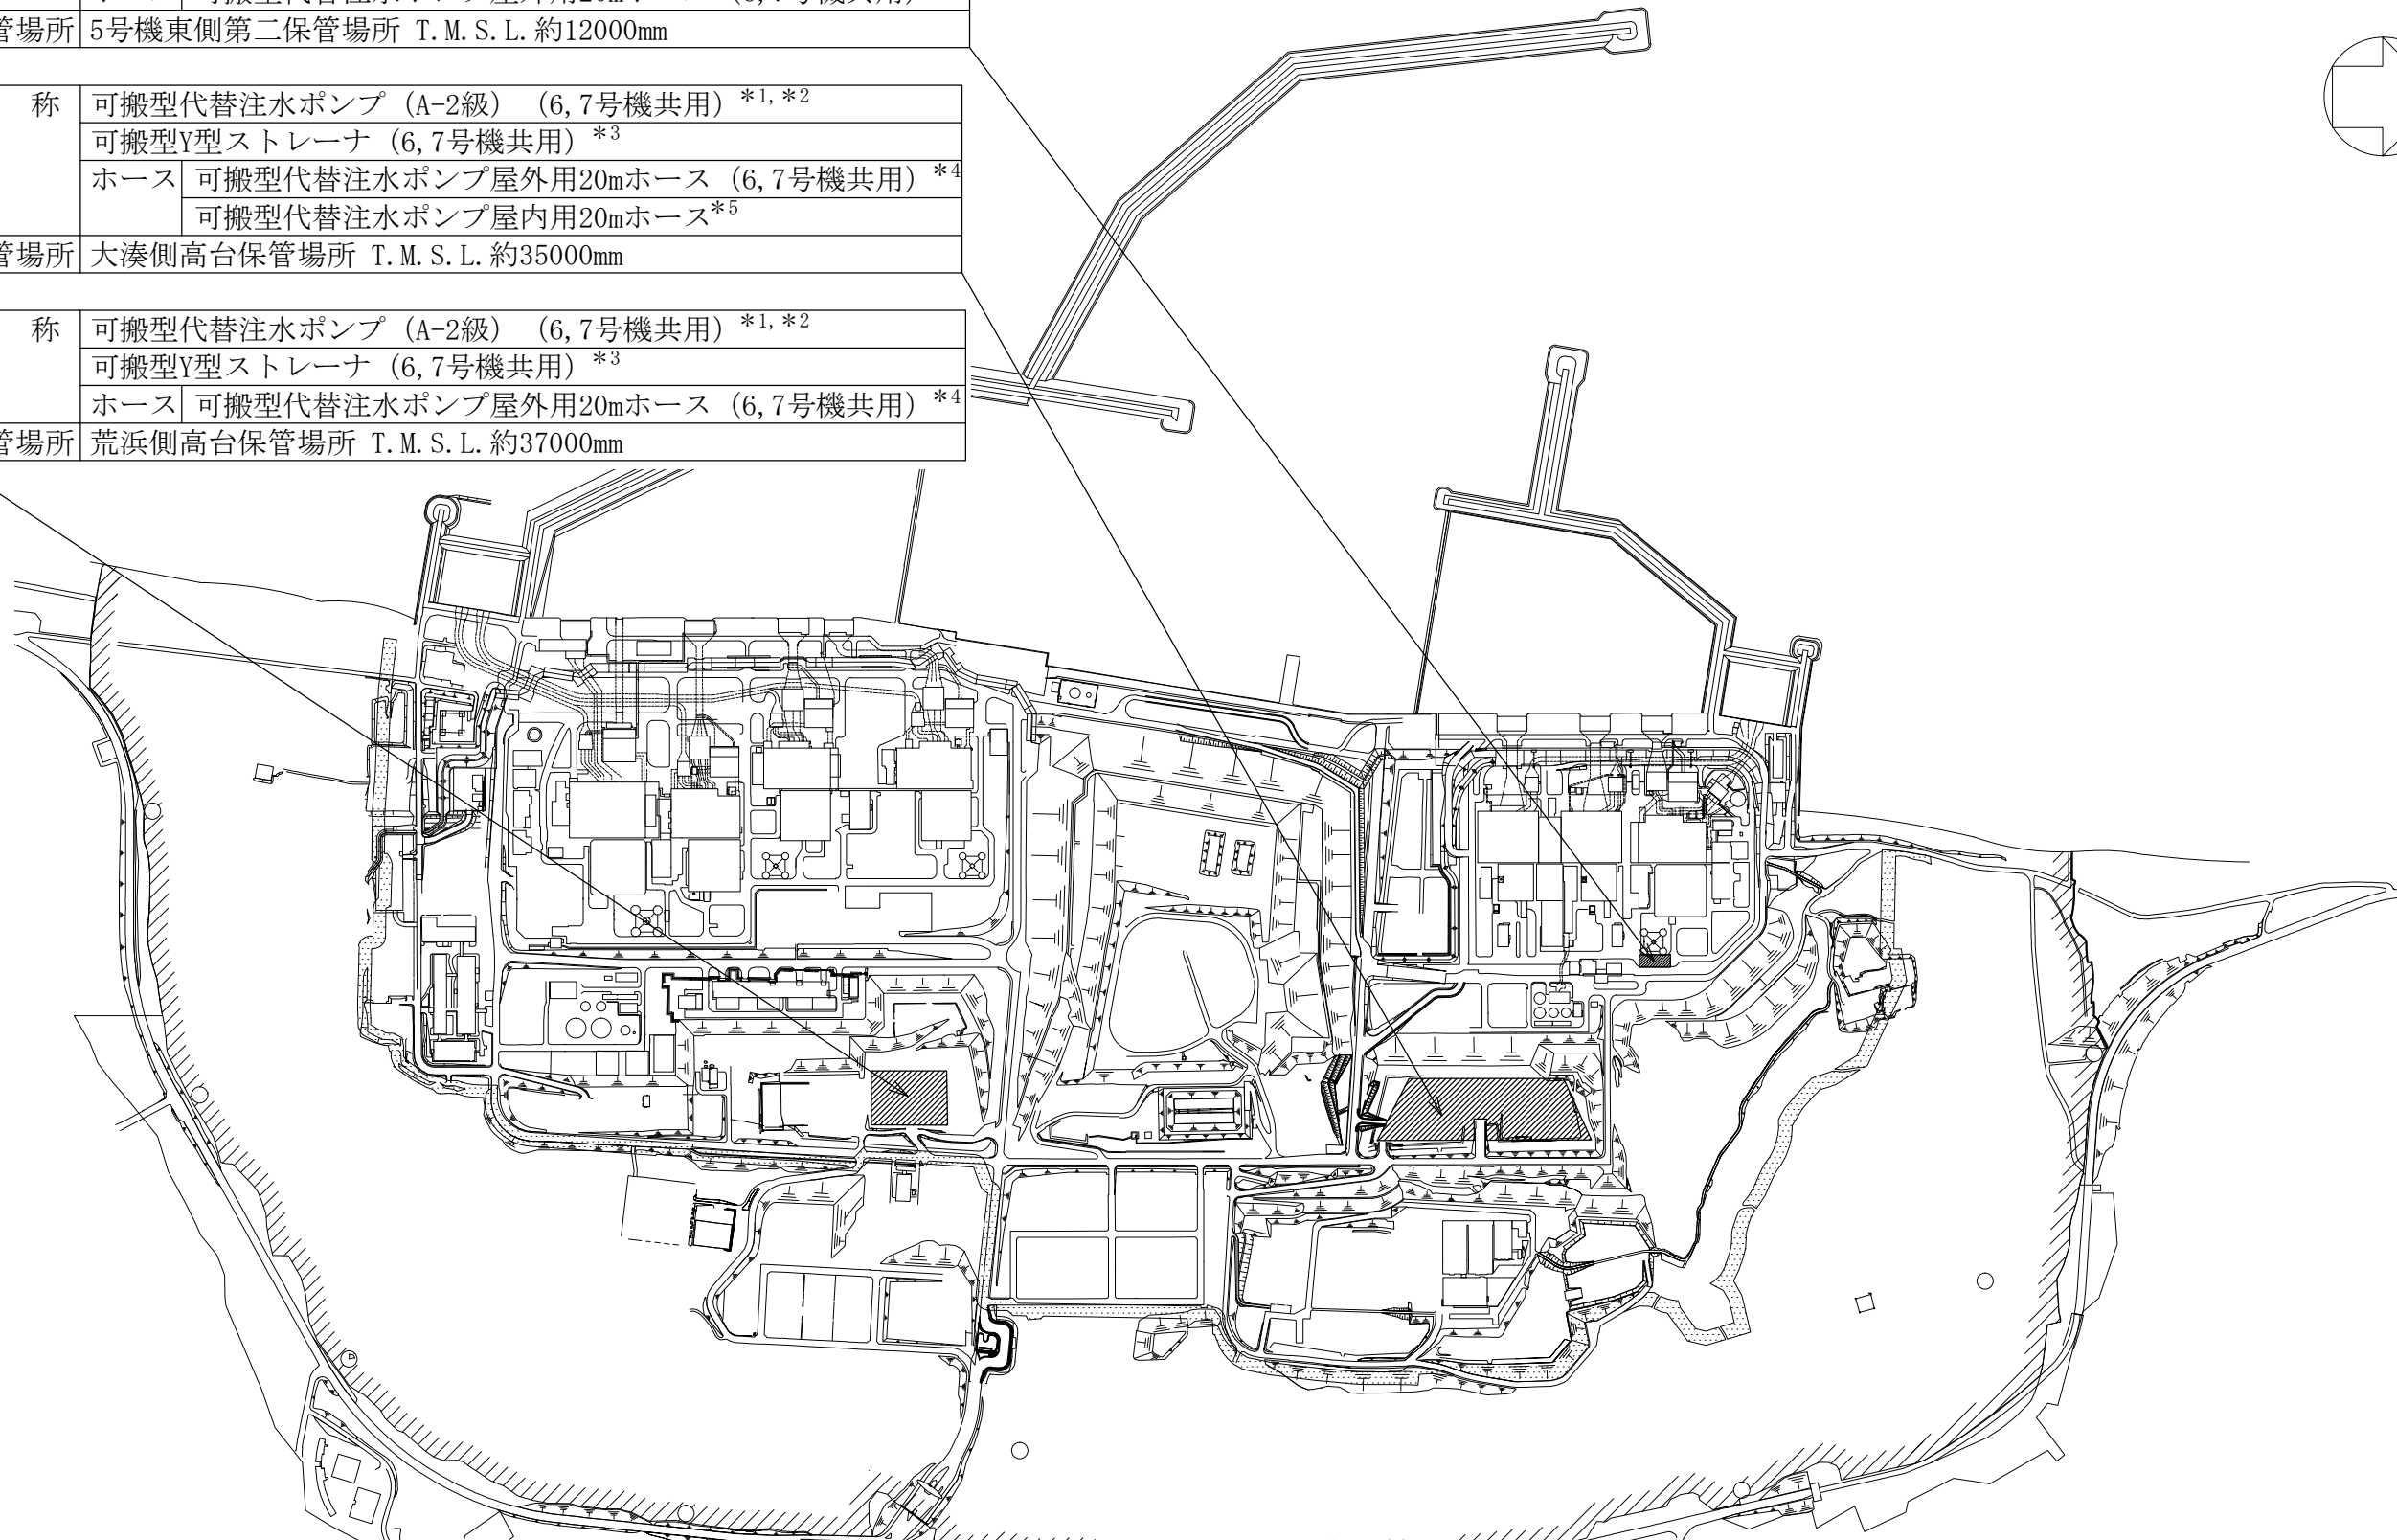 管場所 5号機東側第二保管場所 T.M.S.L.約12000mm
称 可搬型代替注水ポンプ（A-2級）（6,7号機共用）*1,*2
可搬型Y型ストレーナ（6,7号機共用）*3
ホース 可搬型代替注水ポンプ屋外用20mホース（6,7号機共用）*4
可搬型代替注水ポンプ屋内用20mホース*5
管場所 大湊側高台保管場所 T.M.S.L.約35000mm
称 可搬型代替注水ポンプ（A-2級）（6,7号機共用）*1,*2
可搬型Y型ストレーナ（6,7号機共用）*3
ホース 可搬型代替注水ポンプ屋外用20mホース（6,7号機共用）*4
管場所 荒浜側高台保管場所 T.M.S.L.約37000mm